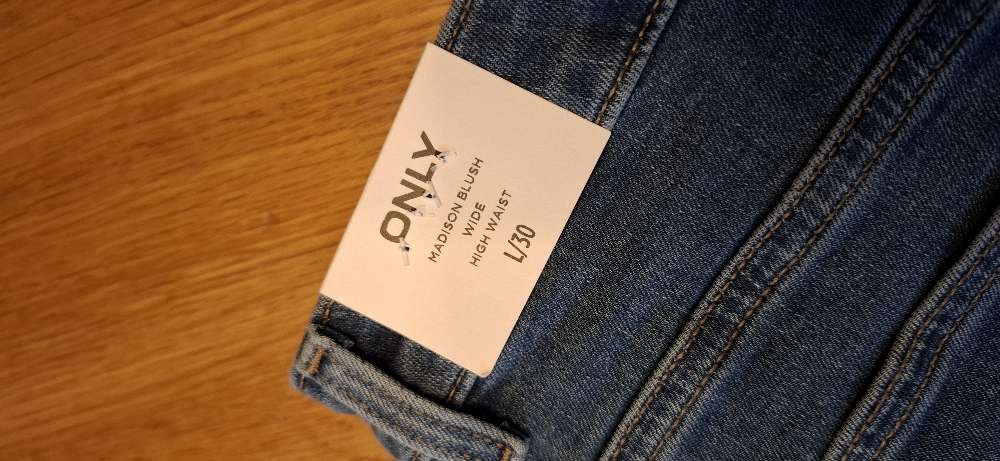 ONLY
MADISON BLUSH
WIDE
HIGH WAIST
L/30